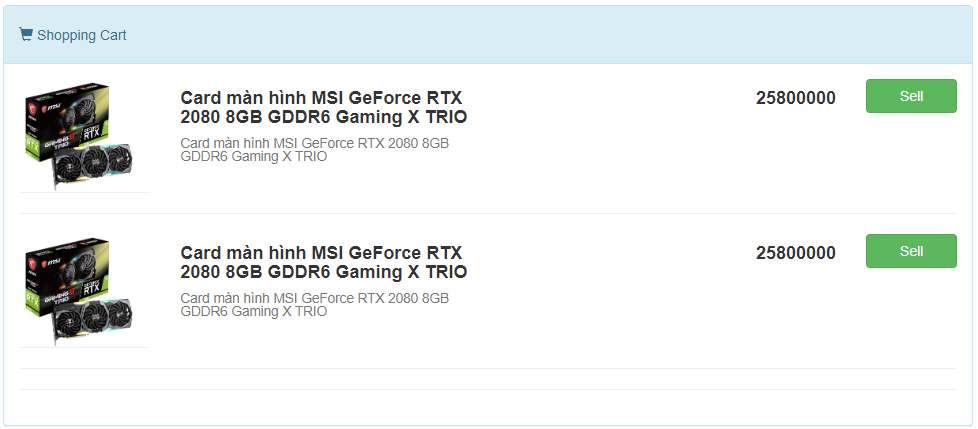 Shopping Cart
Card màn hình MSI GeForce RTX
2080 8GB GDDR6 Gaming X TRIO
25800000
Sell
Card màn hình MSI GeForce RTX 2080 8GB
GDDR6 Gaming X TRIO
Card màn hình MSI GeForce RTX
2080 8GB GDDR6 Gaming X TRIO
25800000
Sell
Card màn hình MSI GeForce RTX 2080 8GB
GDDR6 Gaming X TRIO